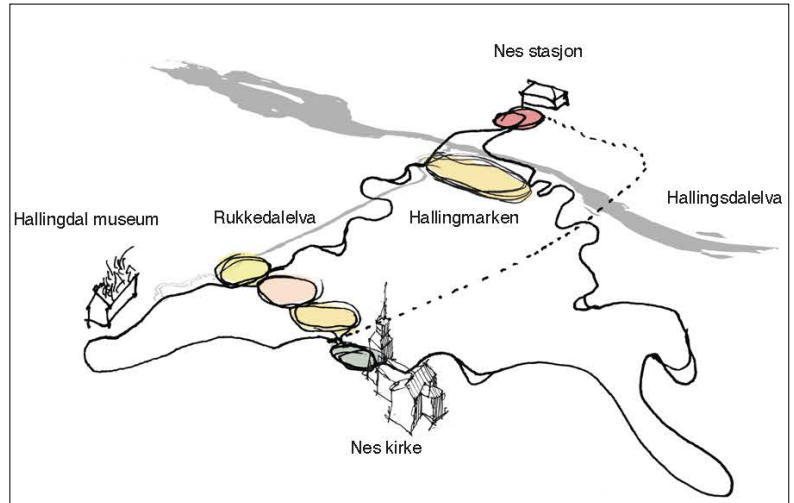 Nes stasjon
Hallingsdalelva
Hallingdal museum
Rukkedalelva
Hallingmarken
Nes kirke